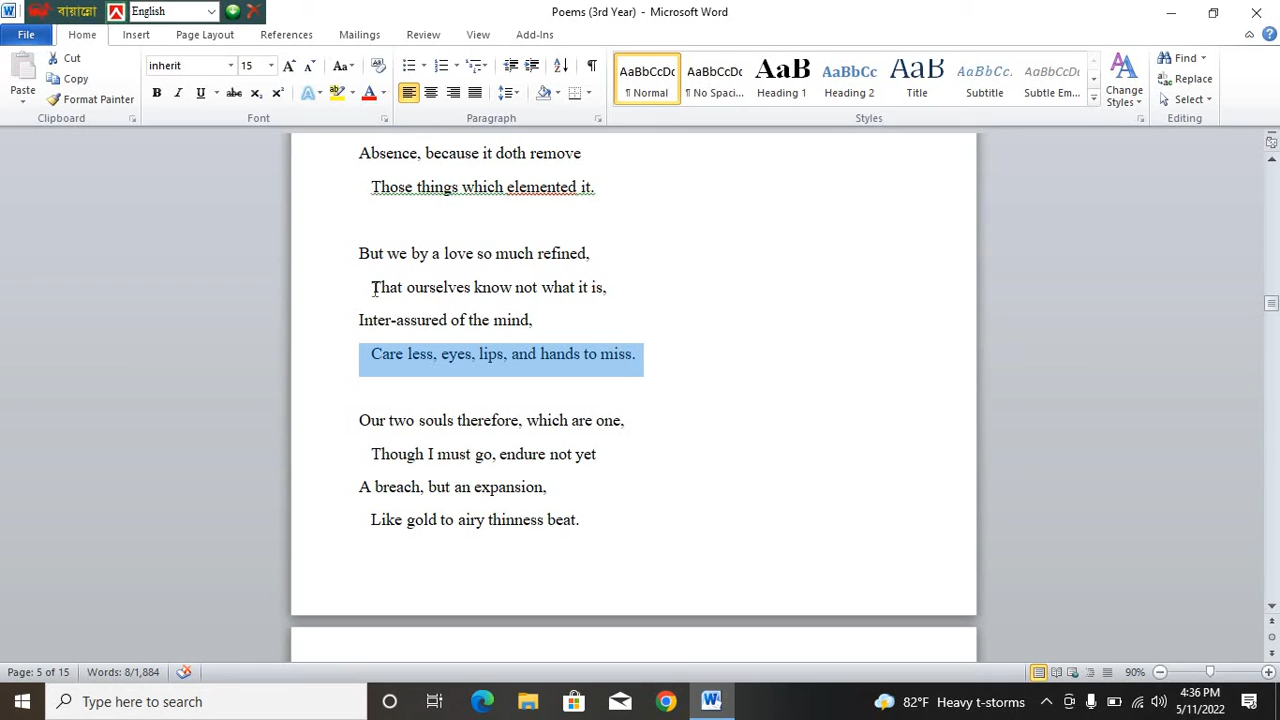 বায়ান্নো
English
Poems (3rd Year) - Microsoft Word
File Home Insert Page Layout References Mailings Review View Add-Ins
Paste
Cut
Copy
Format Painter
Clipboard
inherit 15
Font
Paragraph
AaBbCcDc ¶ Normal
AaBbCcDc ¶ No Spaci...
AaB Heading 1
AaBbCc Heading 2
AaB Title
AaBbCc. Subtitle
AaBbCcDc Subtle Em...
Change Styles
Styles
Find
Replace
Select
Editing
Absence, because it doth remove
Those things which elemented it.
But we by a love so much refined,
That ourselves know not what it is,
Inter-assured of the mind,
Care less, eyes, lips, and hands to miss.
Our two souls therefore, which are one,
Though I must go, endure not yet
A breach, but an expansion,
Like gold to airy thinness beat.
Page: 5 of 15 Words: 8/1,884 90%
Type here to search
82°F Heavy t-storms
4:36 PM
5/11/2022